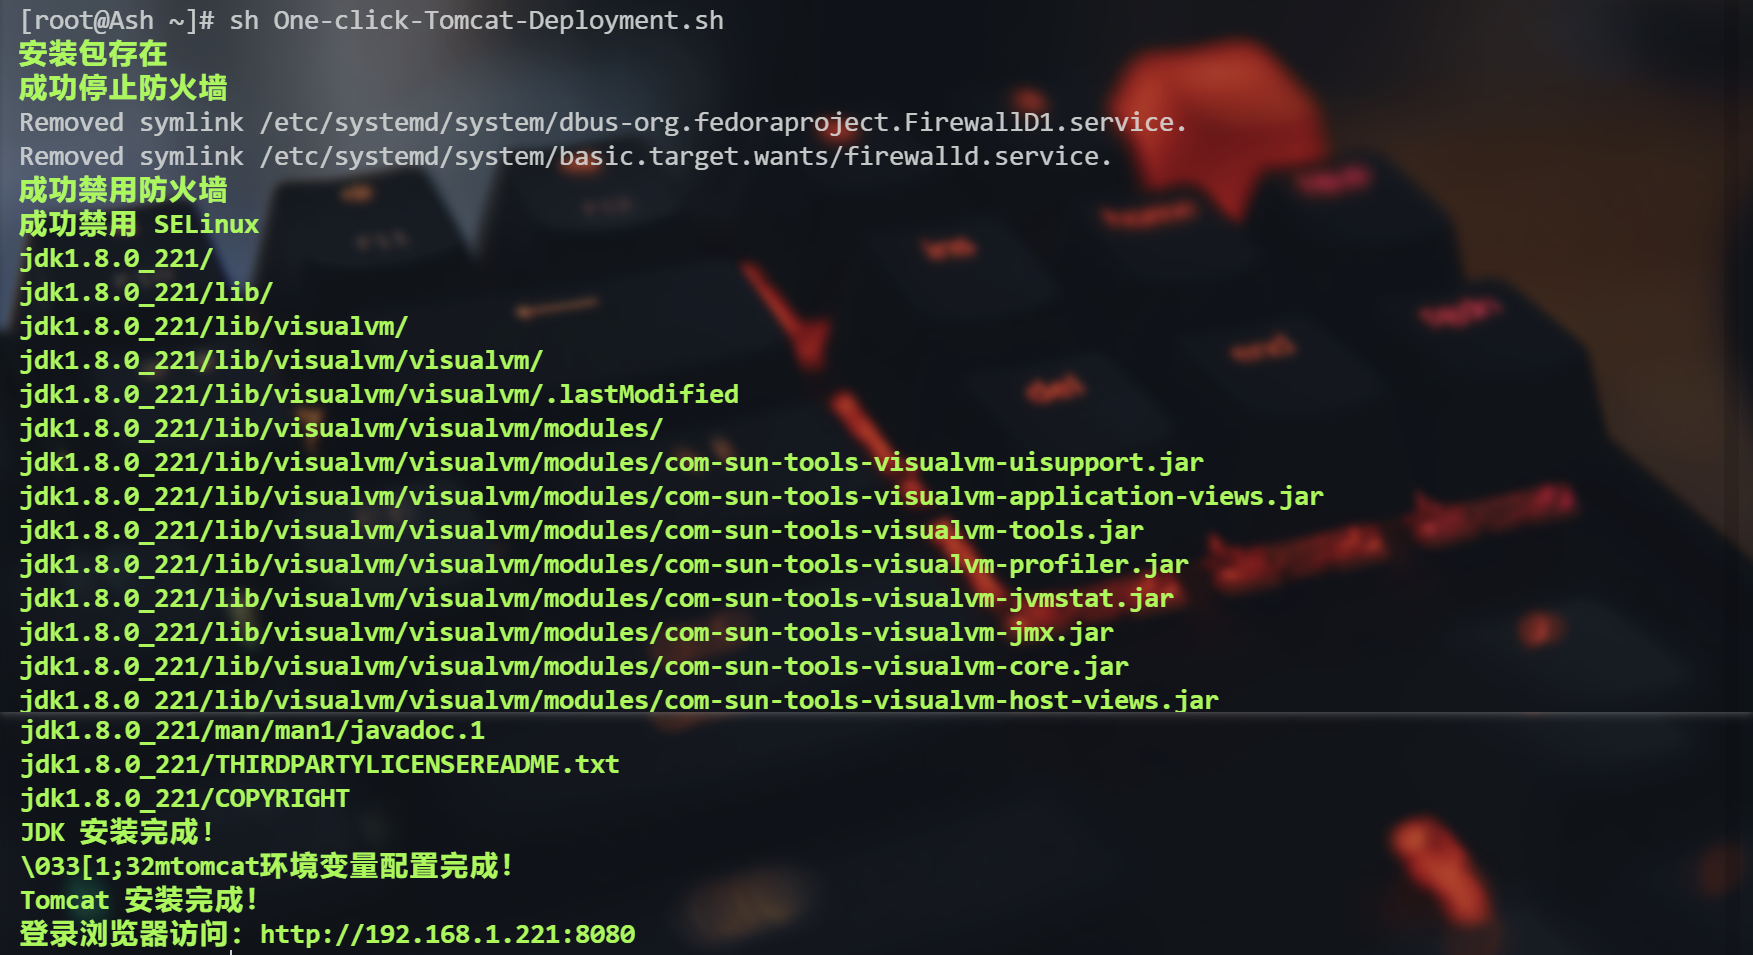 [root@Ash ~]# sh One-click-Tomcat-Deployment.sh
安装包存在
成功停止防火墙
Removed symlink /etc/systemd/system/dbus-org.fedoraproject.FirewallD1.service.
Removed symlink /etc/systemd/system/basic.target.wants/firewalld.service.
成功禁用防火墙
成功禁用 SELinux
jdk1.8.0_221/
jdk1.8.0_221/lib/
jdk1.8.0_221/lib/visualvm/
jdk1.8.0_221/lib/visualvm/visualvm/
jdk1.8.0_221/lib/visualvm/visualvm/.lastModified
jdk1.8.0_221/lib/visualvm/visualvm/modules/
jdk1.8.0_221/lib/visualvm/visualvm/modules/com-sun-tools-visualvm-uisupport.jar
jdk1.8.0_221/lib/visualvm/visualvm/modules/com-sun-tools-visualvm-application-views.jar
jdk1.8.0_221/lib/visualvm/visualvm/modules/com-sun-tools-visualvm-tools.jar
jdk1.8.0_221/lib/visualvm/visualvm/modules/com-sun-tools-visualvm-profiler.jar
jdk1.8.0_221/lib/visualvm/visualvm/modules/com-sun-tools-visualvm-jvmstat.jar
jdk1.8.0_221/lib/visualvm/visualvm/modules/com-sun-tools-visualvm-jmx.jar
jdk1.8.0_221/lib/visualvm/visualvm/modules/com-sun-tools-visualvm-core.jar
jdk1.8.0_221/lib/visualvm/visualvm/modules/com-sun-tools-visualvm-host-views.jar
jdk1.8.0_221/man/man1/javadoc.1
jdk1.8.0_221/THIRDPARTYLICENSEREADME.txt
jdk1.8.0_221/COPYRIGHT
JDK 安装完成!
\033[1;32mtomcat环境变量配置完成!
Tomcat 安装完成!
登录浏览器访问: http://192.168.1.221:8080